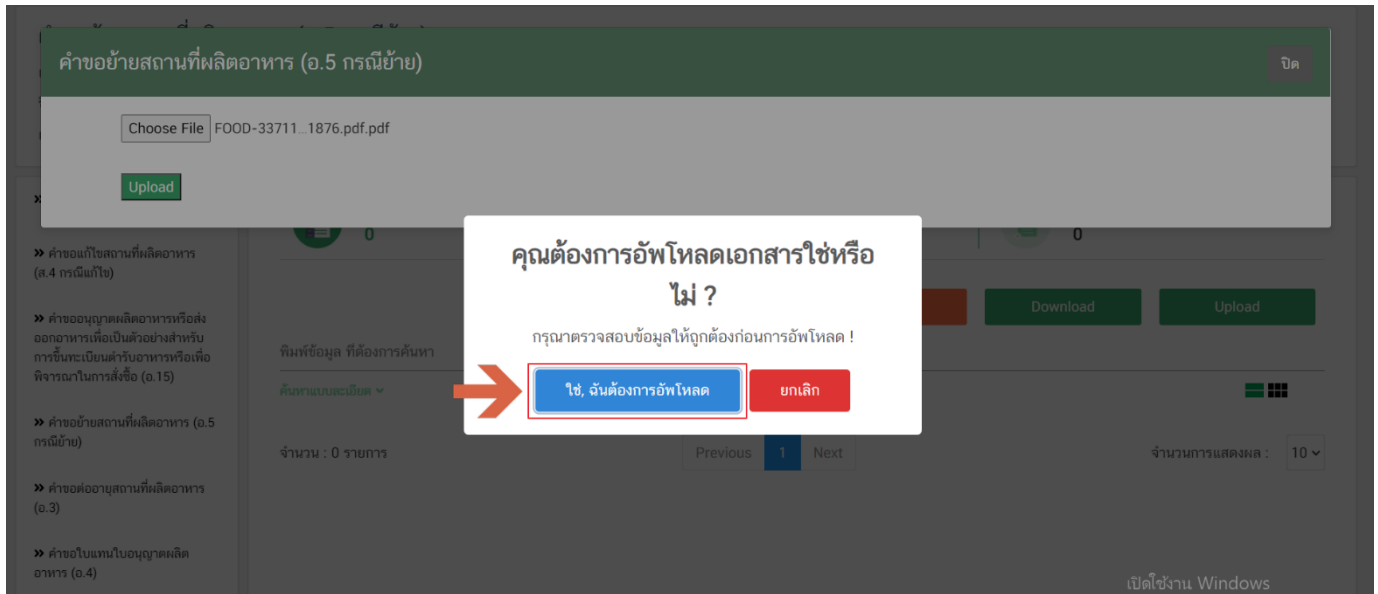 คำขอย้ายสถานที่ผลิตอาหาร (อ.5 กรณีย้าย)
ปิด
Choose File FOOD-33711...1876.pdf.pdf
Upload
คุณต้องการอัพโหลดเอกสารใช่หรือ
ไม่ ?
กรุณาตรวจสอบข้อมูลให้ถูกต้องก่อนการอัพโหลด !
ใช่, ฉันต้องการอัพโหลด
ยกเลิก
0
0
Download
Upload
» คำขอแก้ไขสถานที่ผลิตอาหาร
(ส.4 กรณีแก้ไข)
» คำขออนุญาตผลิตอาหารหรือส่ง
ออกอาหารเพื่อเป็นตัวอย่างสำหรับ
การขึ้นทะเบียนตำรับอาหารหรือเพื่อ
พิจารณาในการสั่งซื้อ (อ.15)
» คำขอย้ายสถานที่ผลิตอาหาร (อ.5
กรณีย้าย)
» คำขอต่ออายุสถานที่ผลิตอาหาร
(อ.3)
» คำขอใบแทนใบอนุญาตผลิต
อาหาร (อ.4)
พิมพ์ข้อมูล ที่ต้องการค้นหา
ค้นหาแบบละเอียด
จำนวน : 0 รายการ
Previous 1 Next
จำนวนการแสดงผล : 10
เปิดใช้งาน Windows